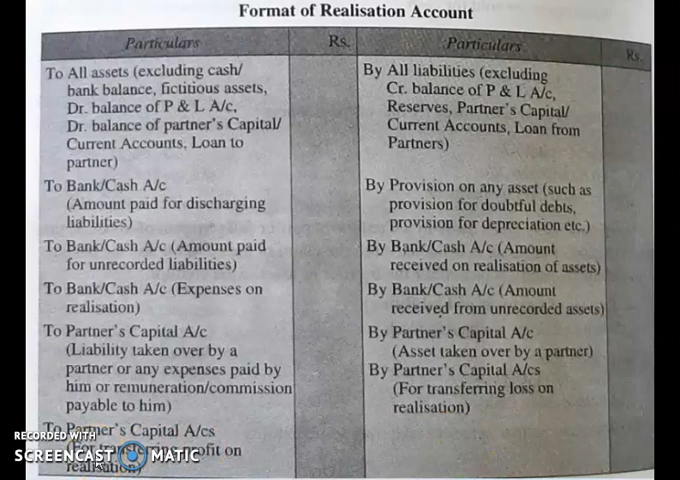 Format of Realisation Account
Particulars Rs. Particulars Rs.
To All assets (excluding cash/
bank balance, fictitious assets,
Dr. balance of P & L A/c,
Dr. balance of partner's Capital/
Current Accounts, Loan to
partner)
To Bank/Cash A/c
(Amount paid for discharging
liabilities)
To Bank/Cash A/c (Amount paid
for unrecorded liabilities)
To Bank/Cash A/c (Expenses on
realisation)
To Partner's Capital A/c
(Liability taken over by a
partner or any expenses paid by
him or remuneration/commission
payable to him)
To Partner's Capital A/cs
(For transferring profit on
realisation)
By All liabilities (excluding
Cr. balance of P & L A/c,
Reserves, Partner's Capital/
Current Accounts, Loan from
Partners)
By Provision on any asset (such as
provision for doubtful debts,
provision for depreciation etc.)
By Bank/Cash A/c (Amount
received on realisation of assets)
By Bank/Cash A/c (Amount
received from unrecorded assets)
By Partner's Capital A/c
(Asset taken over by a partner)
By Partner's Capital A/cs
(For transferring loss on
realisation)
RECORDED WITH
SCREENCAST MATIC